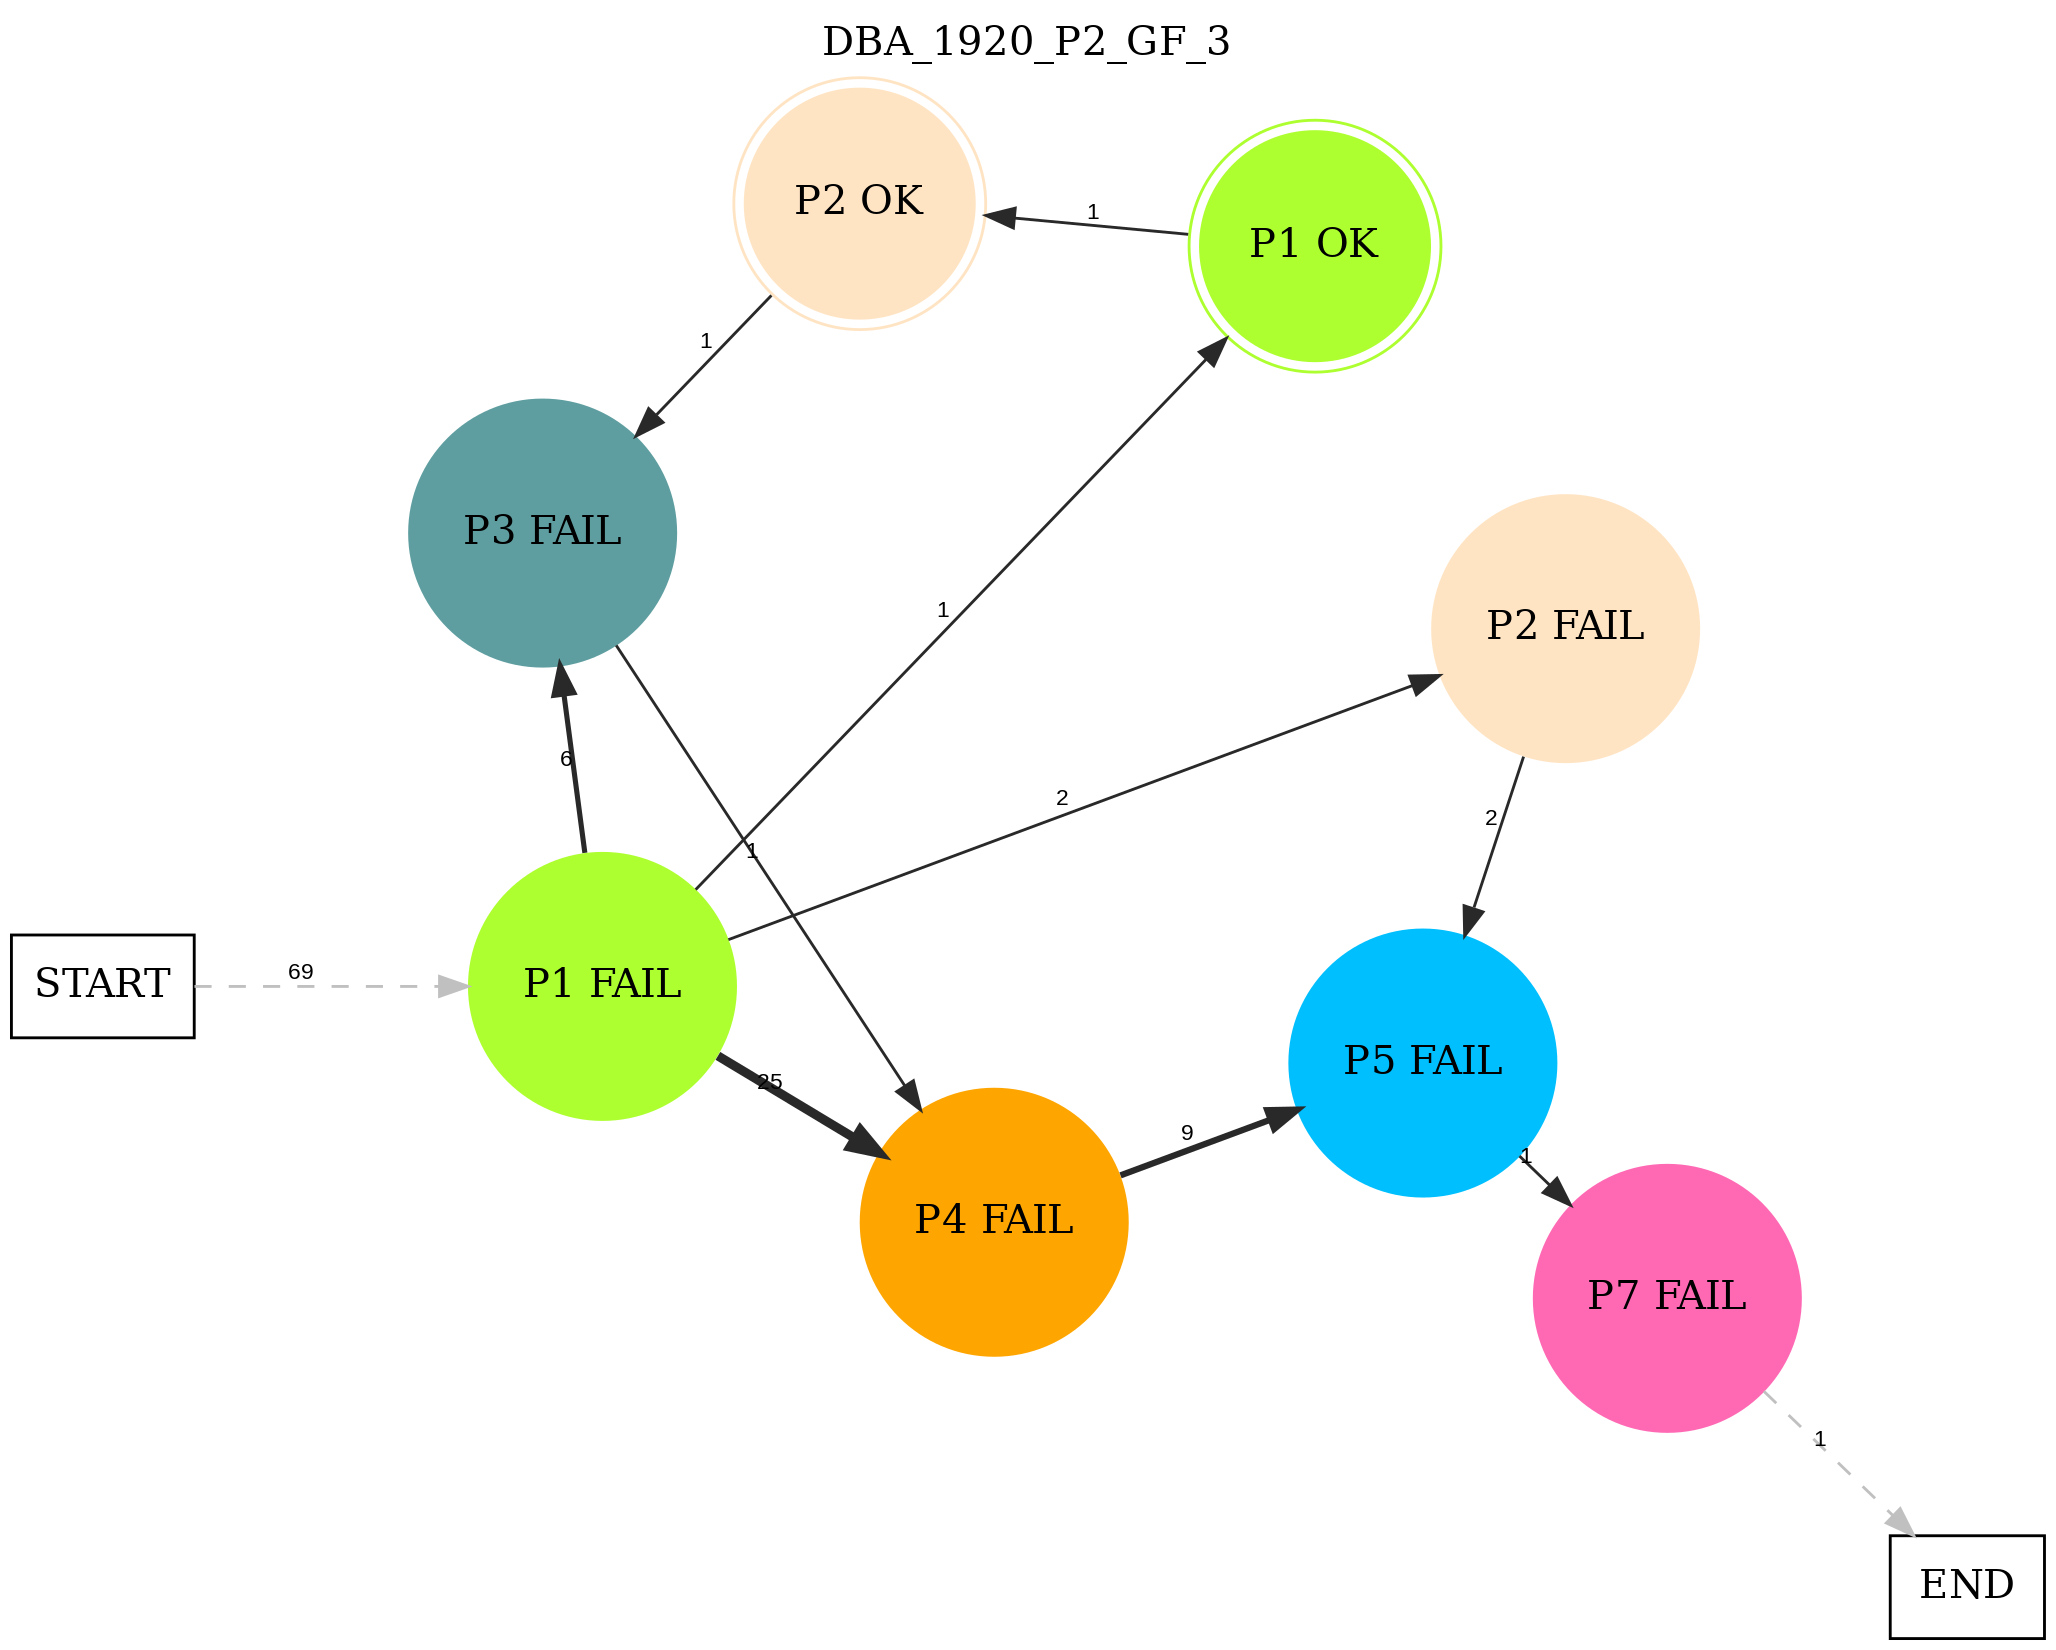 DBA_1920_P2_GF_3
P2 OK
1
P1 OK
1
P3 FAIL
1
P2 FAIL
6
2
2
1
START
69
P1 FAIL
25
P5 FAIL
9
1
P4 FAIL
P7 FAIL
1
END